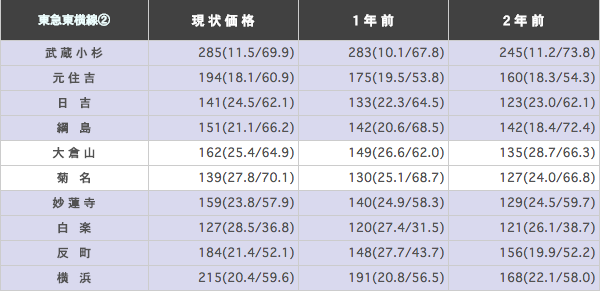 東急東横線② 現状価格 1年前 2年前
武蔵小杉 285(11.5/69.9) 283(10.1/67.8) 245(11.2/73.8)
元住吉 194(18.1/60.9) 175(19.5/53.8) 160(18.3/54.3)
日吉 141(24.5/62.1) 133(22.3/64.5) 123(23.0/62.1)
綱島 151(21.1/66.2) 142(20.6/68.5) 142(18.4/72.4)
大倉山 162(25.4/64.9) 149(26.6/62.0) 135(28.7/66.3)
菊名 139(27.8/70.1) 130(25.1/68.7) 127(24.0/66.8)
妙蓮寺 159(23.8/57.9) 140(24.9/58.3) 129(24.5/59.7)
白楽 127(28.5/36.8) 120(27.4/31.5) 121(26.1/38.7)
反町 184(21.4/52.1) 148(27.7/43.7) 156(19.9/52.2)
横浜 215(20.4/59.6) 191(20.8/56.5) 168(22.1/58.0)